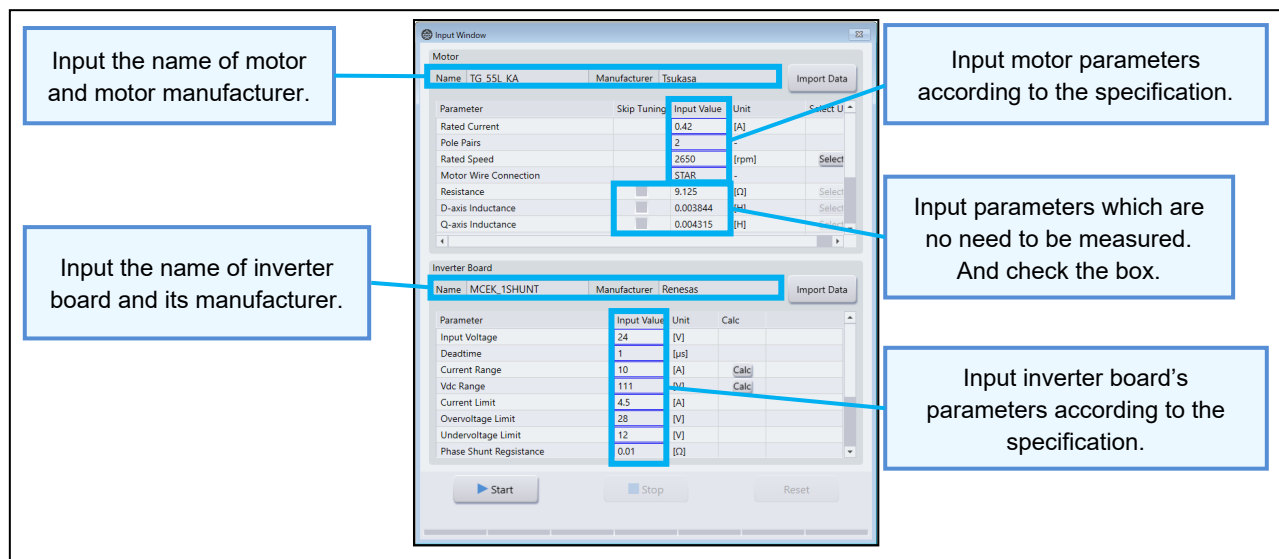 Input the name of motor
and motor manufacturer.
Input the name of inverter
board and its manufacturer.
Input Window
Motor
Name TG_55L_KA Manufacturer Tsukasa Import Data
Parameter Skip Tuning Input Value Unit Select U
Rated Current 0.42 [A]
Pole Pairs 2 -
Rated Speed 2650 [rpm] Select
Motor Wire Connection STAR -
Resistance 9.125 [Ω] Select
D-axis Inductance 0.003844 [H] Select
Q-axis Inductance 0.004315 [H] Select
Inverter Board
Name MCEK_1SHUNT Manufacturer Renesas Import Data
Parameter Input Value Unit Calc
Input Voltage 24 [V]
Deadtime 1 [μs]
Current Range 10 [A] Calc
Vdc Range 111 [V] Calc
Current Limit 4.5 [A]
Overvoltage Limit 28 [V]
Undervoltage Limit 12 [V]
Phase Shunt Regsistance 0.01 [Ω]
Start Stop Reset
Input motor parameters
according to the specification.
Input parameters which are
no need to be measured.
And check the box.
Input inverter board's
parameters according to the
specification.